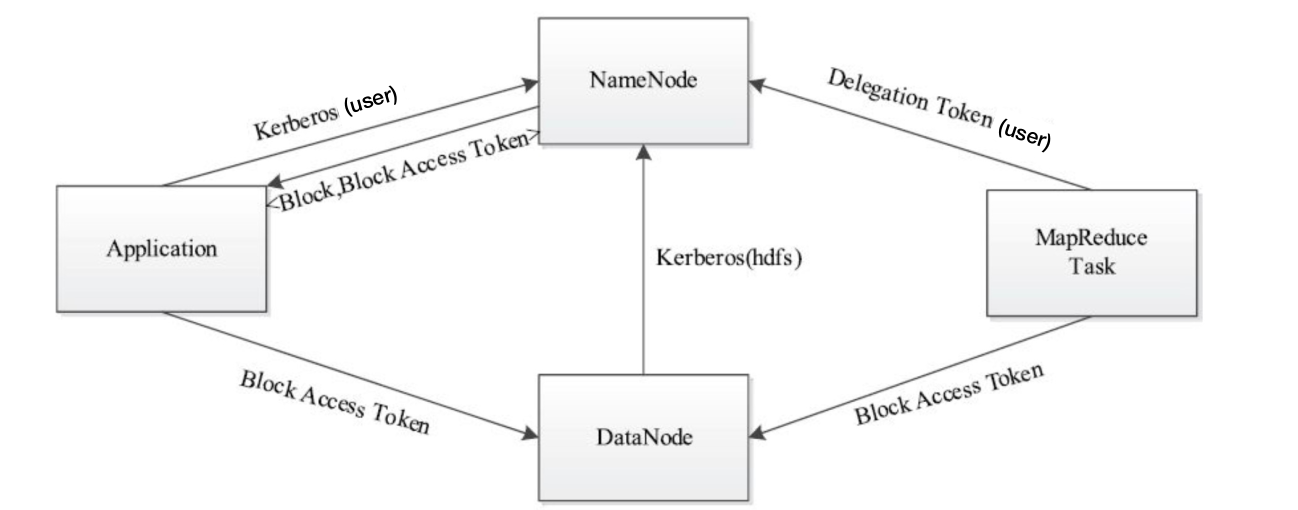 NameNode
Kerberos (user)
Delegation Token (user)
<Block,Block Access Token>
Application
Kerberos(hdfs)
MapReduce
Task
Block Access Token
Block Access Token
DataNode